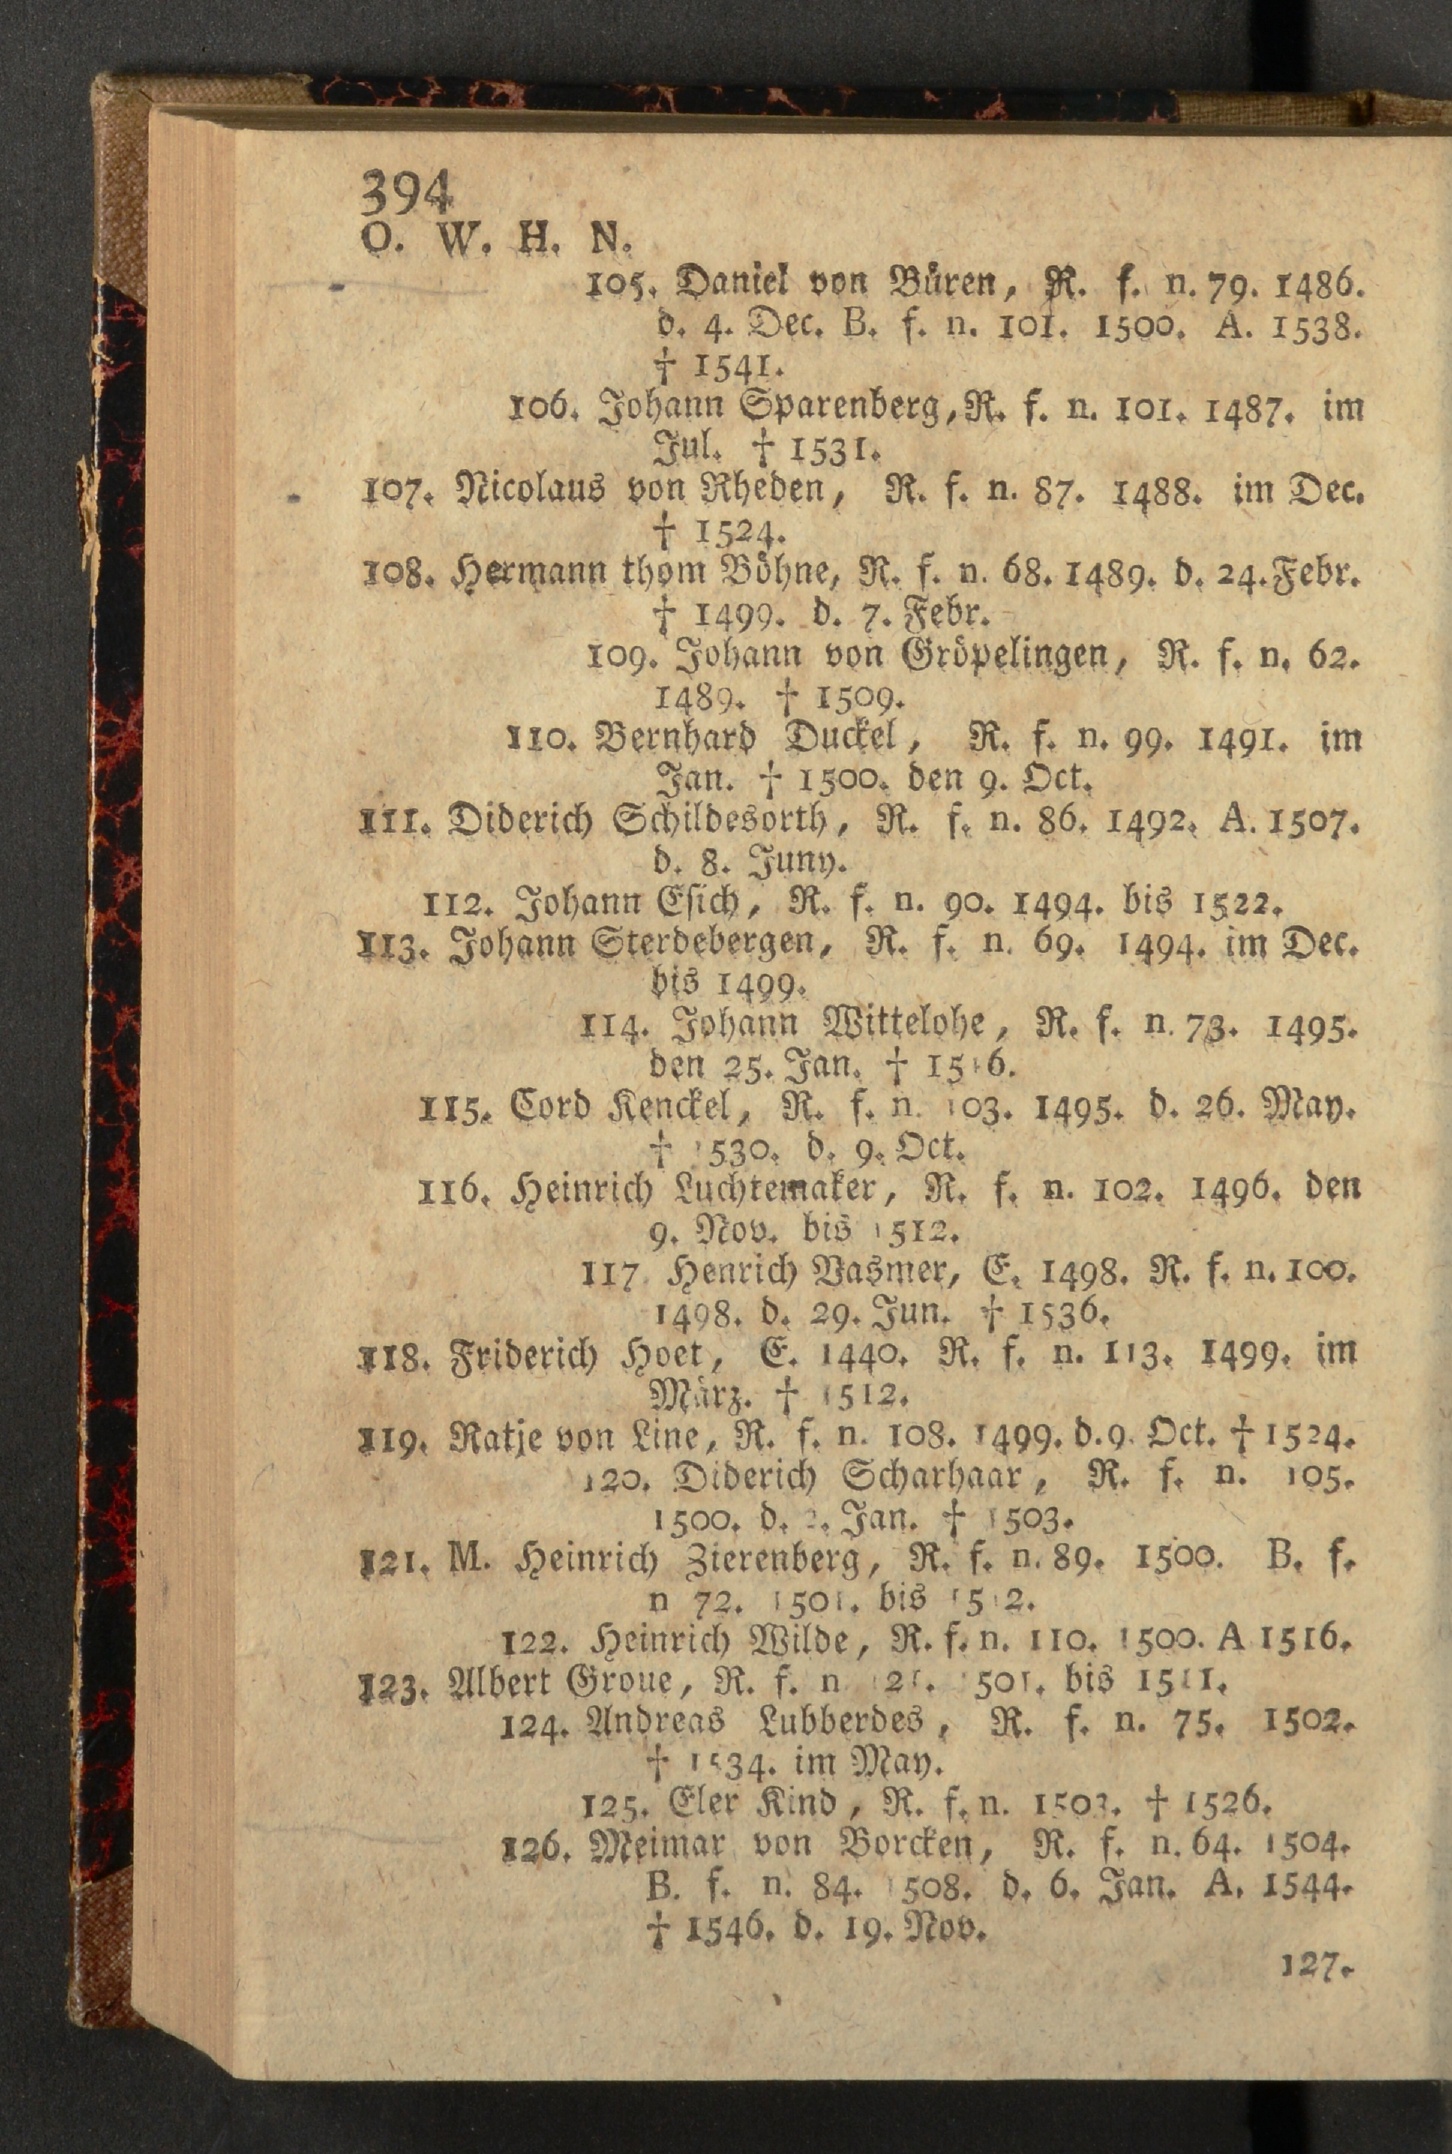 394
O. W. H. N.
105. Daniel von Büren, R. f. n. 79. 1486.
d. 4. Dec. B. f. n. 101. 1500. A. 1538.
† 1541.
106. Johann Sparenberg, R. f. n. 101. 1487. im
Jul. † 1531.
107. Nicolaus von Rheden, R. f. n. 87. 1488. im Dec.
† 1524.
108. Hermann thom Böhne, R. f. n. 68. 1489. d. 24. Febr.
† 1499. d. 7. Febr.
109. Johann von Gröpelingen, R. f. n. 62.
1489. † 1509.
110. Bernhard Duckel, R. f. n. 99. 1491. im
Jan. † 1500. den 9. Oct.
111. Diderich Schildesorth, R. f. n. 86. 1492. A. 1507.
d. 8. Juny.
112. Johann Esich, R. f. n. 90. 1494. bis 1522.
113. Johann Sterdebergen, R. f. n. 69. 1494. im Dec.
bis 1499.
114. Johann Wittelohe, R. f. n. 73. 1495.
den 25. Jan. † 1516.
115. Cord Kenckel, R. f. n. 103. 1495. d. 26. May.
† 1530. d. 9. Oct.
116. Heinrich Luchtemaker, R. f. n. 102. 1496. den
9. Nov. bis 1512.
117 Henrich Vasmer, E. 1498. R. f. n. 100.
1498. d. 29. Jun. † 1536.
118. Friderich Hoet, E. 1440. R. f. n. 113. 1499. im
März. † 1512.
119. Ratje von Line, R. f. n. 108. 1499. d. 9. Oct. † 1524.
120. Diderich Scharhaar, R. f. n. 105.
1500. d. 2. Jan. † 1503.
121. M. Heinrich Zierenberg, R. f. n. 89. 1500. B. f.
n 72. 1501. bis 1512.
122. Heinrich Wilde, R. f. n. 110. 1500. A 1516.
123. Albert Groue, R. f. n 121. 1501. bis 1511.
124. Andreas Lubberdes, R. f. n. 75. 1502.
† 1534. im May.
125. Eler Kind, R. f. n. 1503. † 1526.
126. Meimar von Borcken, R. f. n. 64. 1504.
B. f. n. 84. 1508. d. 6. Jan. A. 1544.
† 1546. d. 19. Nov.
127.